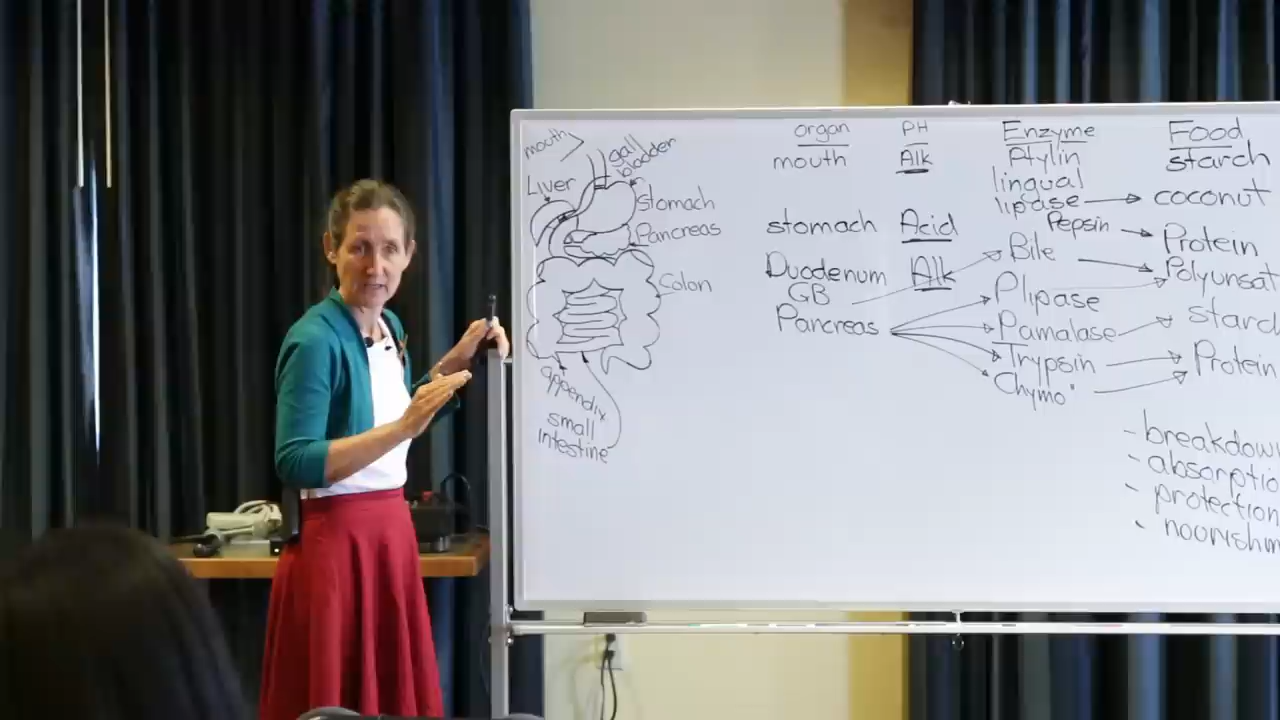 mouth
gall
bladder
Liver
stomach
Pancreas
Colon
appendix
small
intestine
organ PH Enzyme Food
mouth Alk Ptylin starch
lingual
lipase coconut
stomach Acid Pepsin Protein
Duodenum Alk Bile Polyunsat
GB
Plipase
Pancreas Pamalase starc
Trypsin Protein
Chymo
- breakdow
- absorptio
- protection
- nourishm